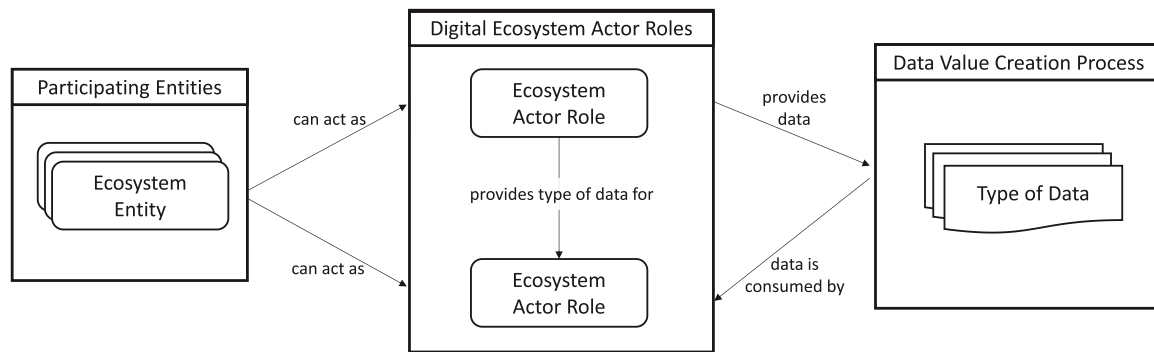 Participating Entities
Ecosystem
Entity
can act as
can act as
Digital Ecosystem Actor Roles
Ecosystem
Actor Role
provides type of data for
Ecosystem
Actor Role
provides
data
data is
consumed by
Data Value Creation Process
Type of Data